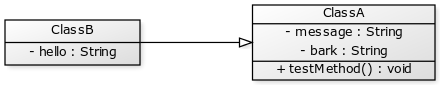 ClassB
- hello : String
ClassA
- message : String
- bark : String
+ testMethod() : void